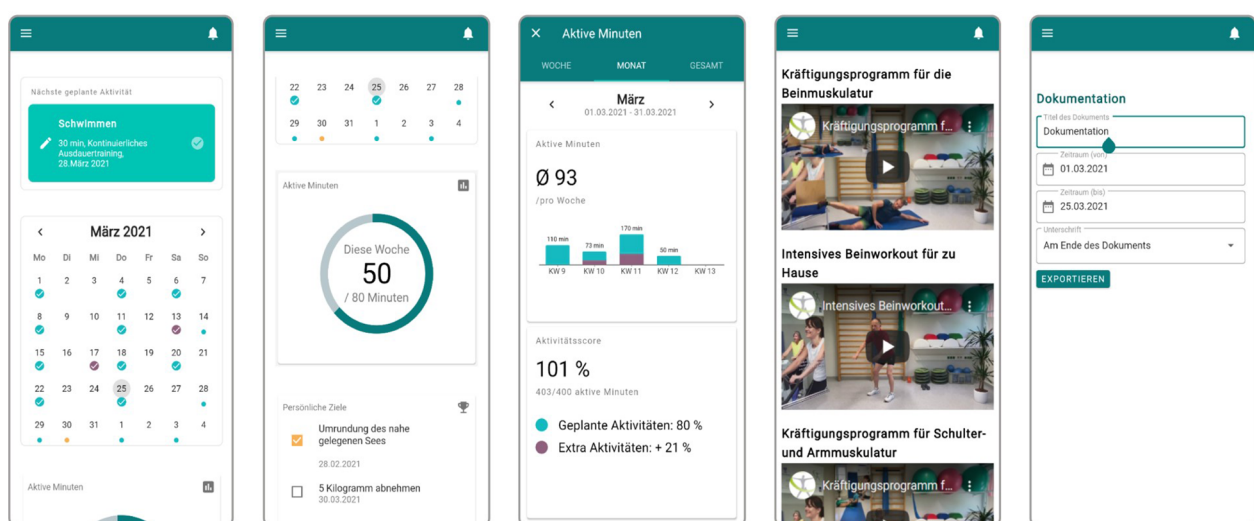 Nächste geplante Aktivität
Schwimmen
30 min, Kontinuierliches
Ausdauertraining,
28.März 2021
März 2021
Mo Di Mi Do Fr Sa So
1 2 3 4 5 6 7
8 9 10 11 12 13 14
15 16 17 18 19 20 21
22 23 24 25 26 27 28
29 30 31 1 2 3 4
Aktive Minuten
22 23 24 25 26 27 28
29 30 31 1 2 3 4
Aktive Minuten
Diese Woche
50
/ 80 Minuten
Persönliche Ziele
Umrundung des nahe
gelegenen Sees
28.02.2021
5 Kilogramm abnehmen
30.03.2021
Aktive Minuten
WOCHE MONAT GESAMT
März
01.03.2021 - 31.03.2021
Aktive Minuten
Ø 93
/pro Woche
110 min 73 min 170 min 50 min
KW 9 KW 10 KW 11 KW 12 KW 13
Aktivitätsscore
101 %
403/400 aktive Minuten
Geplante Aktivitäten: 80 %
Extra Aktivitäten: + 21 %
Kräftigungsprogramm für die
Beinmuskulatur
Kräftigungsprogramm f...
Intensives Beinworkout für zu
Hause
Intensives Beinworkout...
Kräftigungsprogramm für Schulter-
und Armmuskulatur
Kräftigungsprogramm f...
Dokumentation
Titel des Dokuments
Dokumentation
Zeitraum (von)
01.03.2021
Zeitraum (bis)
25.03.2021
Unterschrift
Am Ende des Dokuments
EXPORTIEREN